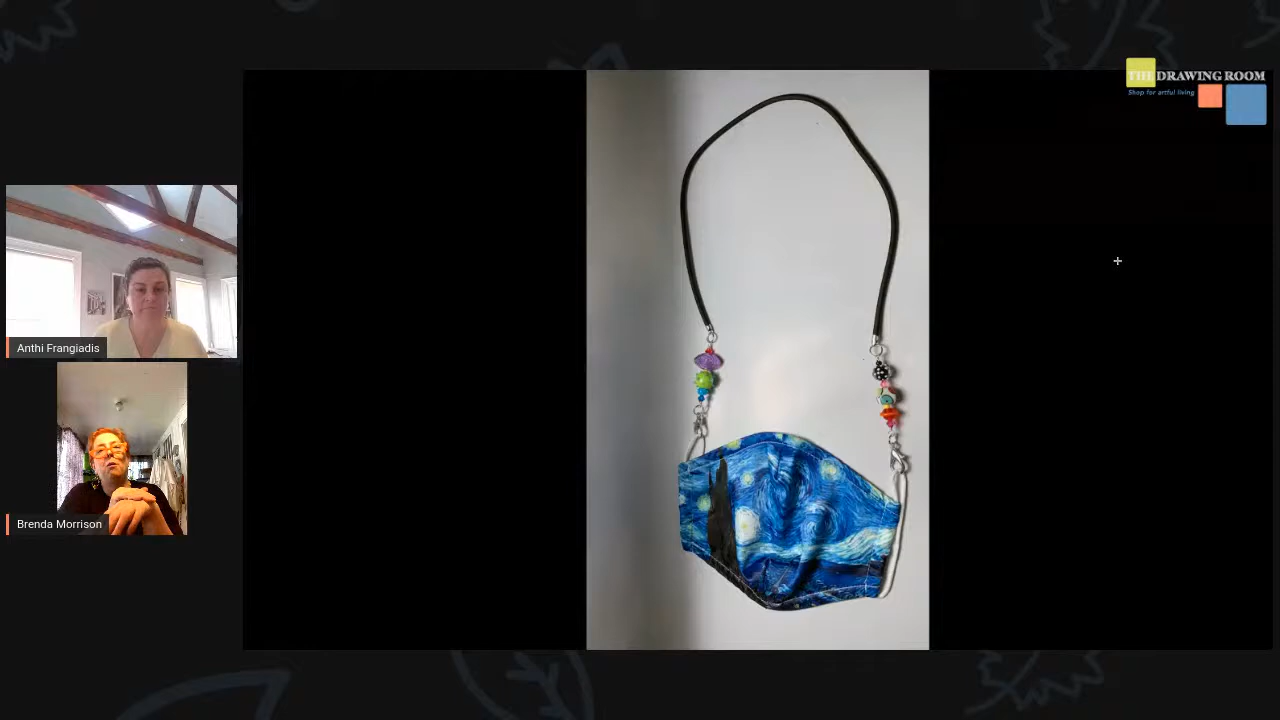 THE DRAWING ROOM
Shop for artful living
Anthi Frangiadis
Brenda Morrison